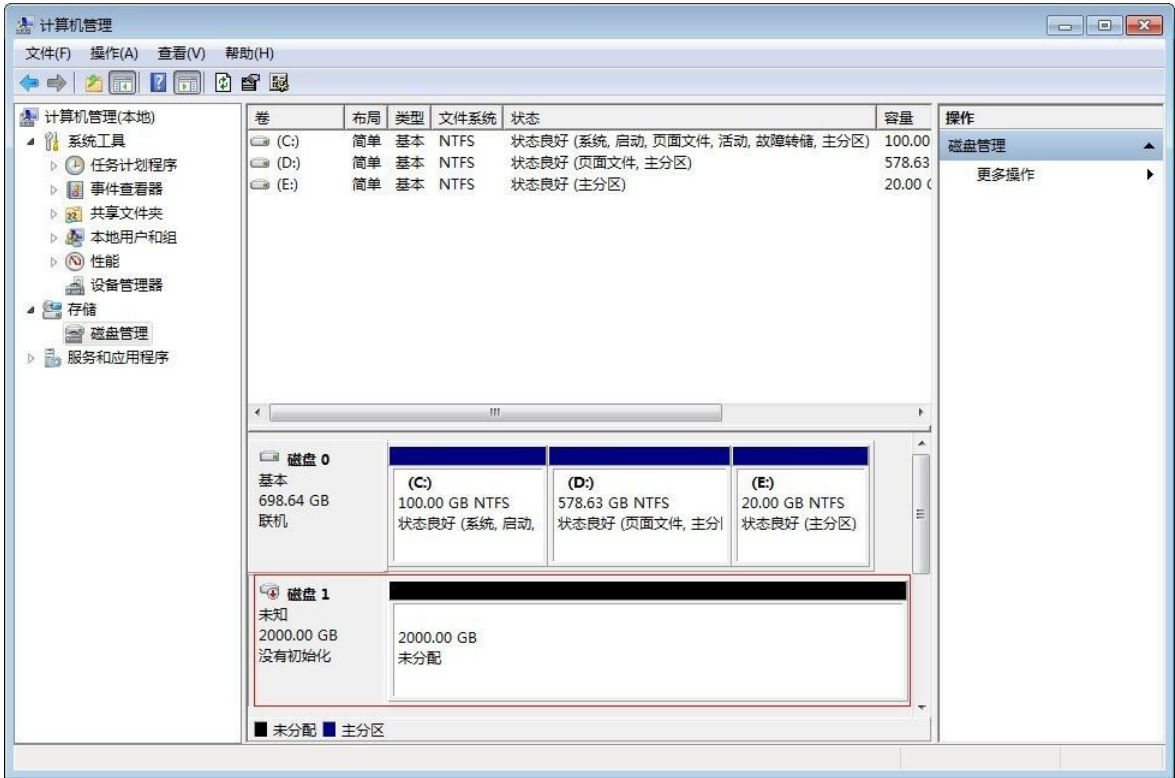 计算机管理
文件(F) 操作(A) 查看(V) 帮助(H)
计算机管理(本地)
系统工具
任务计划程序
事件查看器
共享文件夹
本地用户和组
性能
设备管理器
存储
磁盘管理
服务和应用程序
卷 布局 类型 文件系统 状态 容量
(C:) 简单 基本 NTFS 状态良好 (系统, 启动, 页面文件, 活动, 故障转储, 主分区) 100.00
(D:) 简单 基本 NTFS 状态良好 (页面文件, 主分区) 578.63
(E:) 简单 基本 NTFS 状态良好 (主分区) 20.00
操作
磁盘管理
更多操作
磁盘 0
基本
698.64 GB
联机
(C:)
100.00 GB NTFS
状态良好 (系统, 启动,
(D:)
578.63 GB NTFS
状态良好 (页面文件, 主分
(E:)
20.00 GB NTFS
状态良好 (主分区)
磁盘 1
未知
2000.00 GB
没有初始化
2000.00 GB
未分配
未分配 主分区